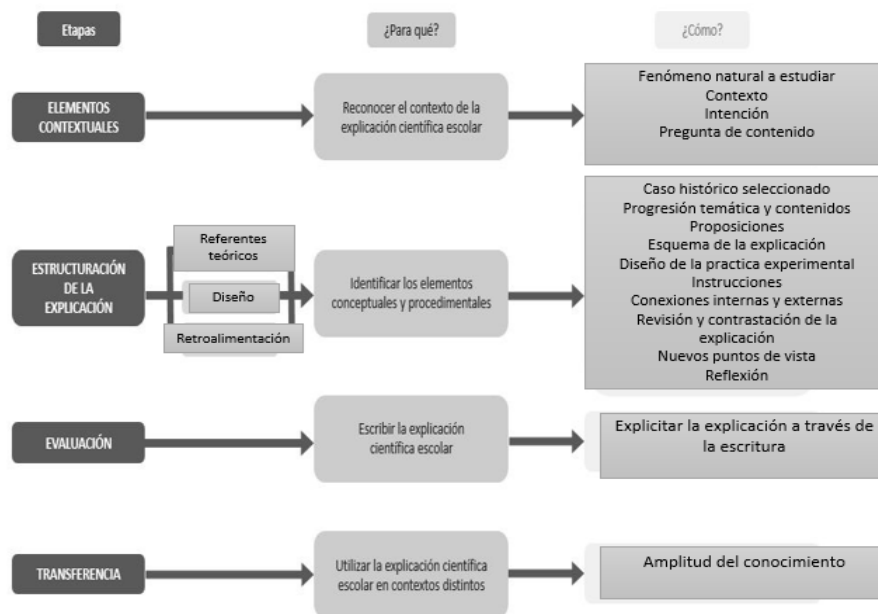 Etapas
¿Para qué?
¿Cómo?
ELEMENTOS
CONTEXTUALES
Reconocer el contexto de la
explicación científica escolar
Fenómeno natural a estudiar
Contexto
Intención
Pregunta de contenido
ESTRUCTURACIÓN
DE LA
EXPLICACIÓN
Referentes
teóricos
Diseño
Retroalimentación
Identificar los elementos
conceptuales y procedimentales
Caso histórico seleccionado
Progresión temática y contenidos
Proposiciones
Esquema de la explicación
Diseño de la practica experimental
Instrucciones
Conexiones internas y externas
Revisión y contrastación de la
explicación
Nuevos puntos de vista
Reflexión
EVALUACIÓN
Escribir la explicación
científica escolar
Explicitar la explicación a través de
la escritura
TRANSFERENCIA
Utilizar la explicación científica
escolar en contextos distintos
Amplitud del conocimiento